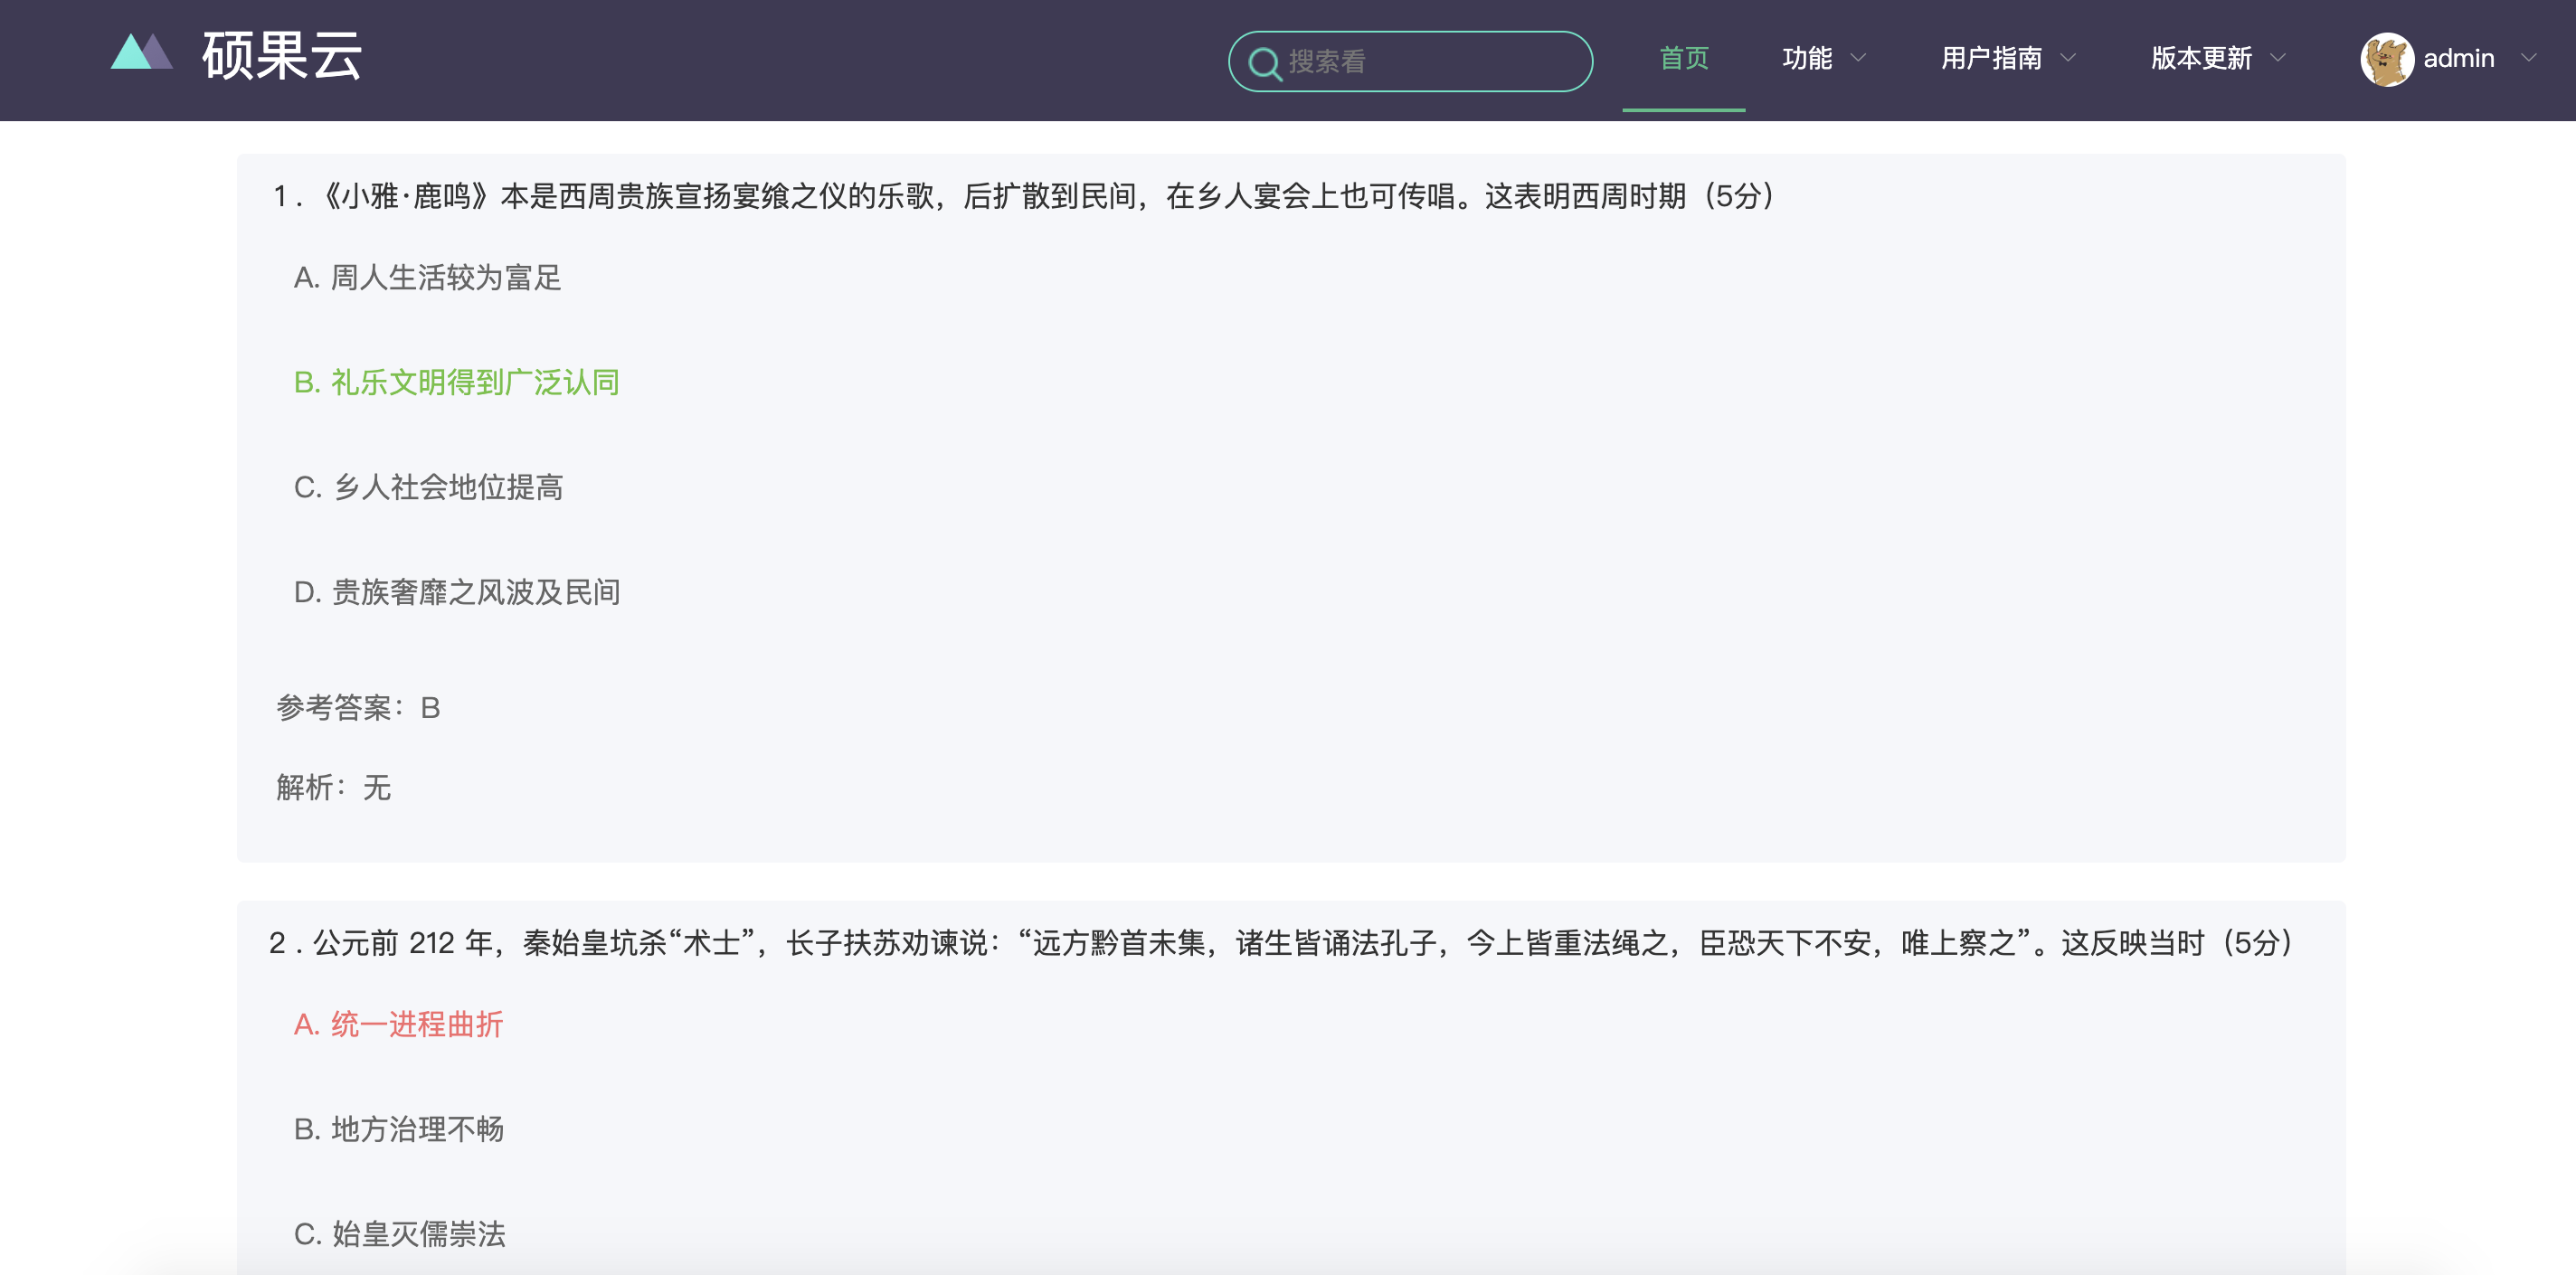 硕果云
搜索看
首页
功能
用户指南
版本更新
admin
1 . 《小雅·鹿鸣》本是西周贵族宣扬宴飨之仪的乐歌，后扩散到民间，在乡人宴会上也可传唱。这表明西周时期（5分）
A. 周人生活较为富足
B. 礼乐文明得到广泛认同
C. 乡人社会地位提高
D. 贵族奢靡之风波及民间
参考答案：B
解析：无
2 . 公元前 212 年，秦始皇坑杀“术士”，长子扶苏劝谏说：“远方黔首未集，诸生皆诵法孔子，今上皆重法绳之，臣恐天下不安，唯上察之”。这反映当时（5分）
A. 统一进程曲折
B. 地方治理不畅
C. 始皇灭儒崇法